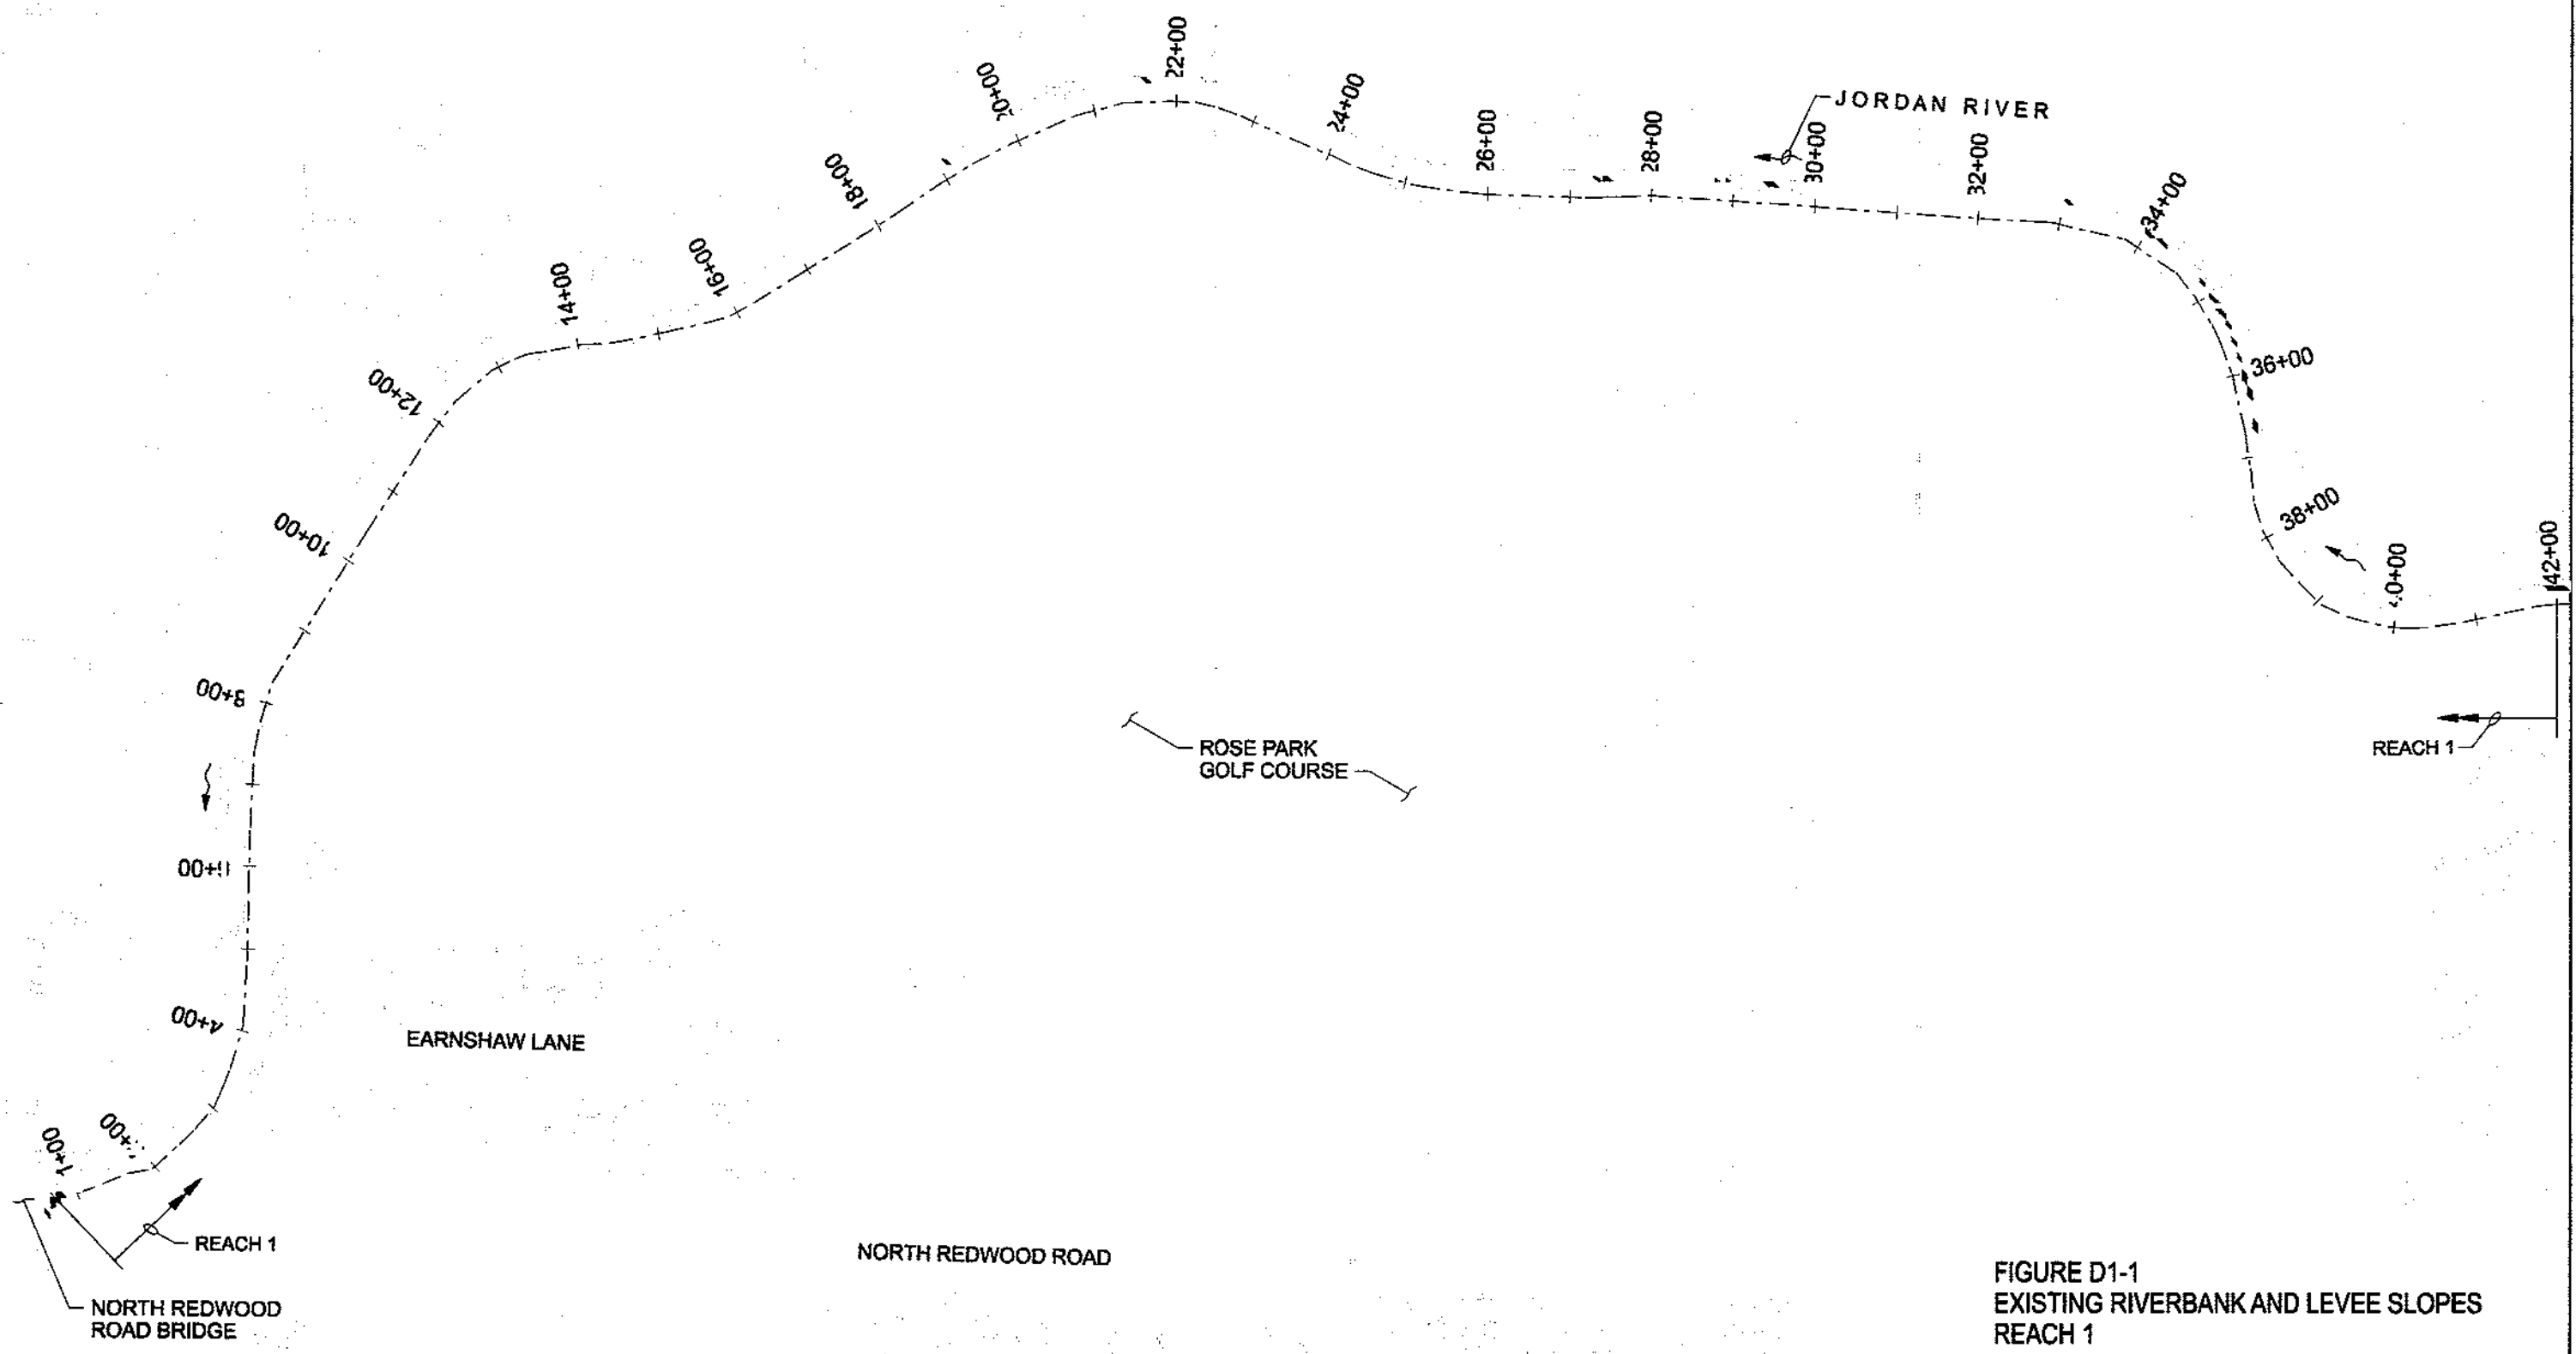 22+00
20+00
24+00
JORDAN RIVER
26+00
28+00
30+00
32+00
18+00
34+00
16+00
14+00
36+00
12+00
38+00
10+00
42+00
REACH 1
ROSE PARK
GOLF COURSE
4+00
EARNSHAW LANE
1+00
REACH 1
NORTH REDWOOD ROAD
NORTH REDWOOD
ROAD BRIDGE
FIGURE D1-1
EXISTING RIVERBANK AND LEVEE SLOPES
REACH 1